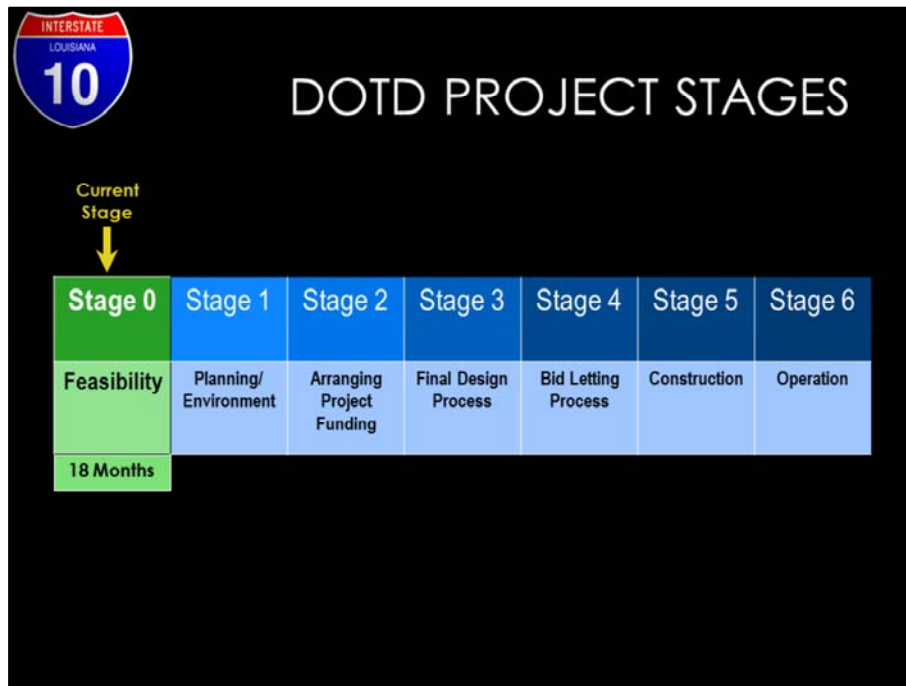 INTERSTATE
LOUISIANA
10
DOTD PROJECT STAGES
Current
Stage
Stage 0
Stage 1
Stage 2
Stage 3
Stage 4
Stage 5
Stage 6
Feasibility
Planning/
Environment
Arranging
Project
Funding
Final Design
Process
Bid Letting
Process
Construction
Operation
18 Months